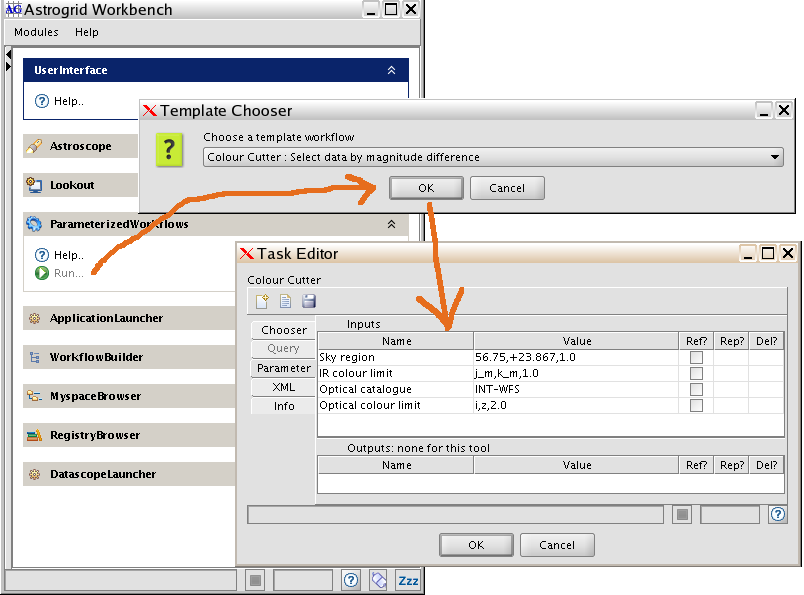 AG Astrogrid Workbench
Modules Help
UserInterface
Help..
Astroscope
Lookout
ParameterizedWorkflows
Help..
Run...
ApplicationLauncher
WorkflowBuilder
MyspaceBrowser
RegistryBrowser
DatascopeLauncher
Zzz
Template Chooser
Choose a template workflow
Colour Cutter : Select data by magnitude difference
OK Cancel
Task Editor
Colour Cutter
Chooser
Query
Parameter
XML
Info
Inputs
Name Value Ref? Rep? Del?
Sky region 56.75,+23.867,1.0
IR colour limit j_m,k_m,1.0
Optical catalogue INT-WFS
Optical colour limit i,z,2.0
Outputs: none for this tool
Name Value Ref? Rep? Del?
OK Cancel